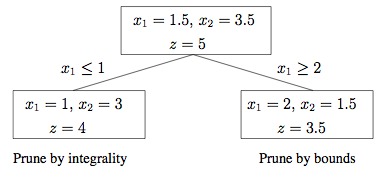 x₁ = 1.5, x₂ = 3.5
z = 5
x₁ ≤ 1
x₁ ≥ 2
x₁ = 1, x₂ = 3
z = 4
x₁ = 2, x₂ = 1.5
z = 3.5
Prune by integrality
Prune by bounds